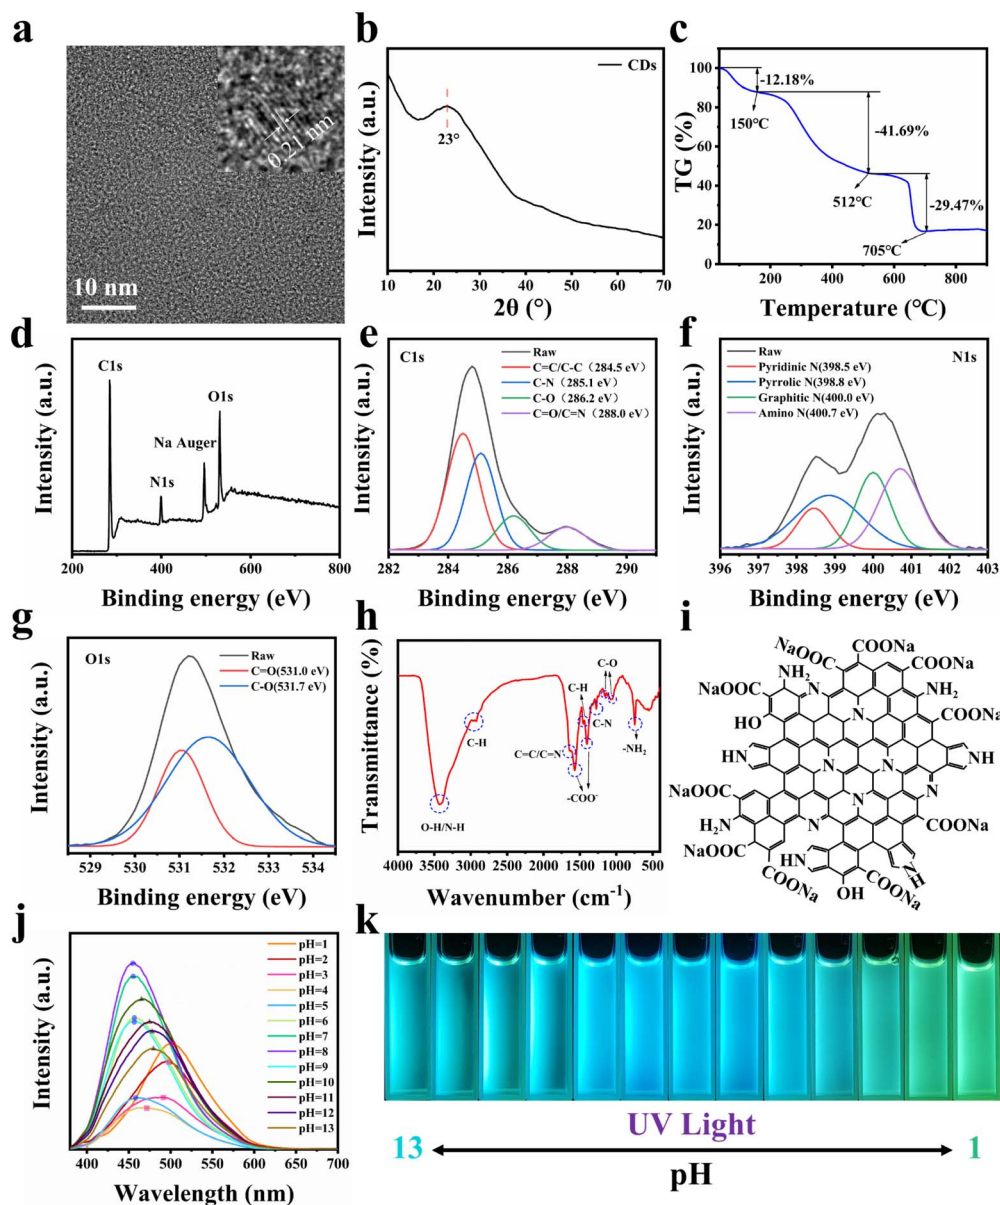 a
0.21 nm
10 nm
b
CDs
23°
Intensity (a.u.)
10 20 30 40 50 60 70
2θ (°)
c
-12.18%
150℃
-41.69%
512℃
-29.47%
705℃
TG (%)
100
80
60
40
20
0
200 400 600 800
Temperature (℃)
d
C1s
N1s
Na Auger
O1s
Intensity (a.u.)
200 300 400 500 600 700 800
Binding energy (eV)
e
C1s
Raw
C=C/C-C (284.5 eV)
C-N (285.1 eV)
C-O (286.2 eV)
C=O/C=N (288.0 eV)
Intensity (a.u.)
282 284 286 288 290
Binding energy (eV)
f
N1s
Raw
Pyridinic N(398.5 eV)
Pyrrolic N(398.8 eV)
Graphitic N(400.0 eV)
Amino N(400.7 eV)
Intensity (a.u.)
396 397 398 399 400 401 402 403
Binding energy (eV)
g
O1s
Raw
C=O(531.0 eV)
C-O(531.7 eV)
Intensity (a.u.)
529 530 531 532 533 534
Binding energy (eV)
h
O-H/N-H
C-H
C=C/C=N
C-H
-COO-
C-N
C-O
-NH2
Transmittance (%)
4000 3500 3000 2500 2000 1500 1000 500
Wavenumber (cm-1)
i
COONa
NaOOC
COONa
NH2
N
NH2
NaOOC
COONa
HO
N
HN
N
N
NH
N
N
NaOOC
N
COONa
H2N
N
NaOOC
HN
N
H
COONa
OH
COONa
j
pH=1
pH=2
pH=3
pH=4
pH=5
pH=6
pH=7
pH=8
pH=9
pH=10
pH=11
pH=12
pH=13
Intensity (a.u.)
400 450 500 550 600 650 700
Wavelength (nm)
k
UV Light
13
1
pH